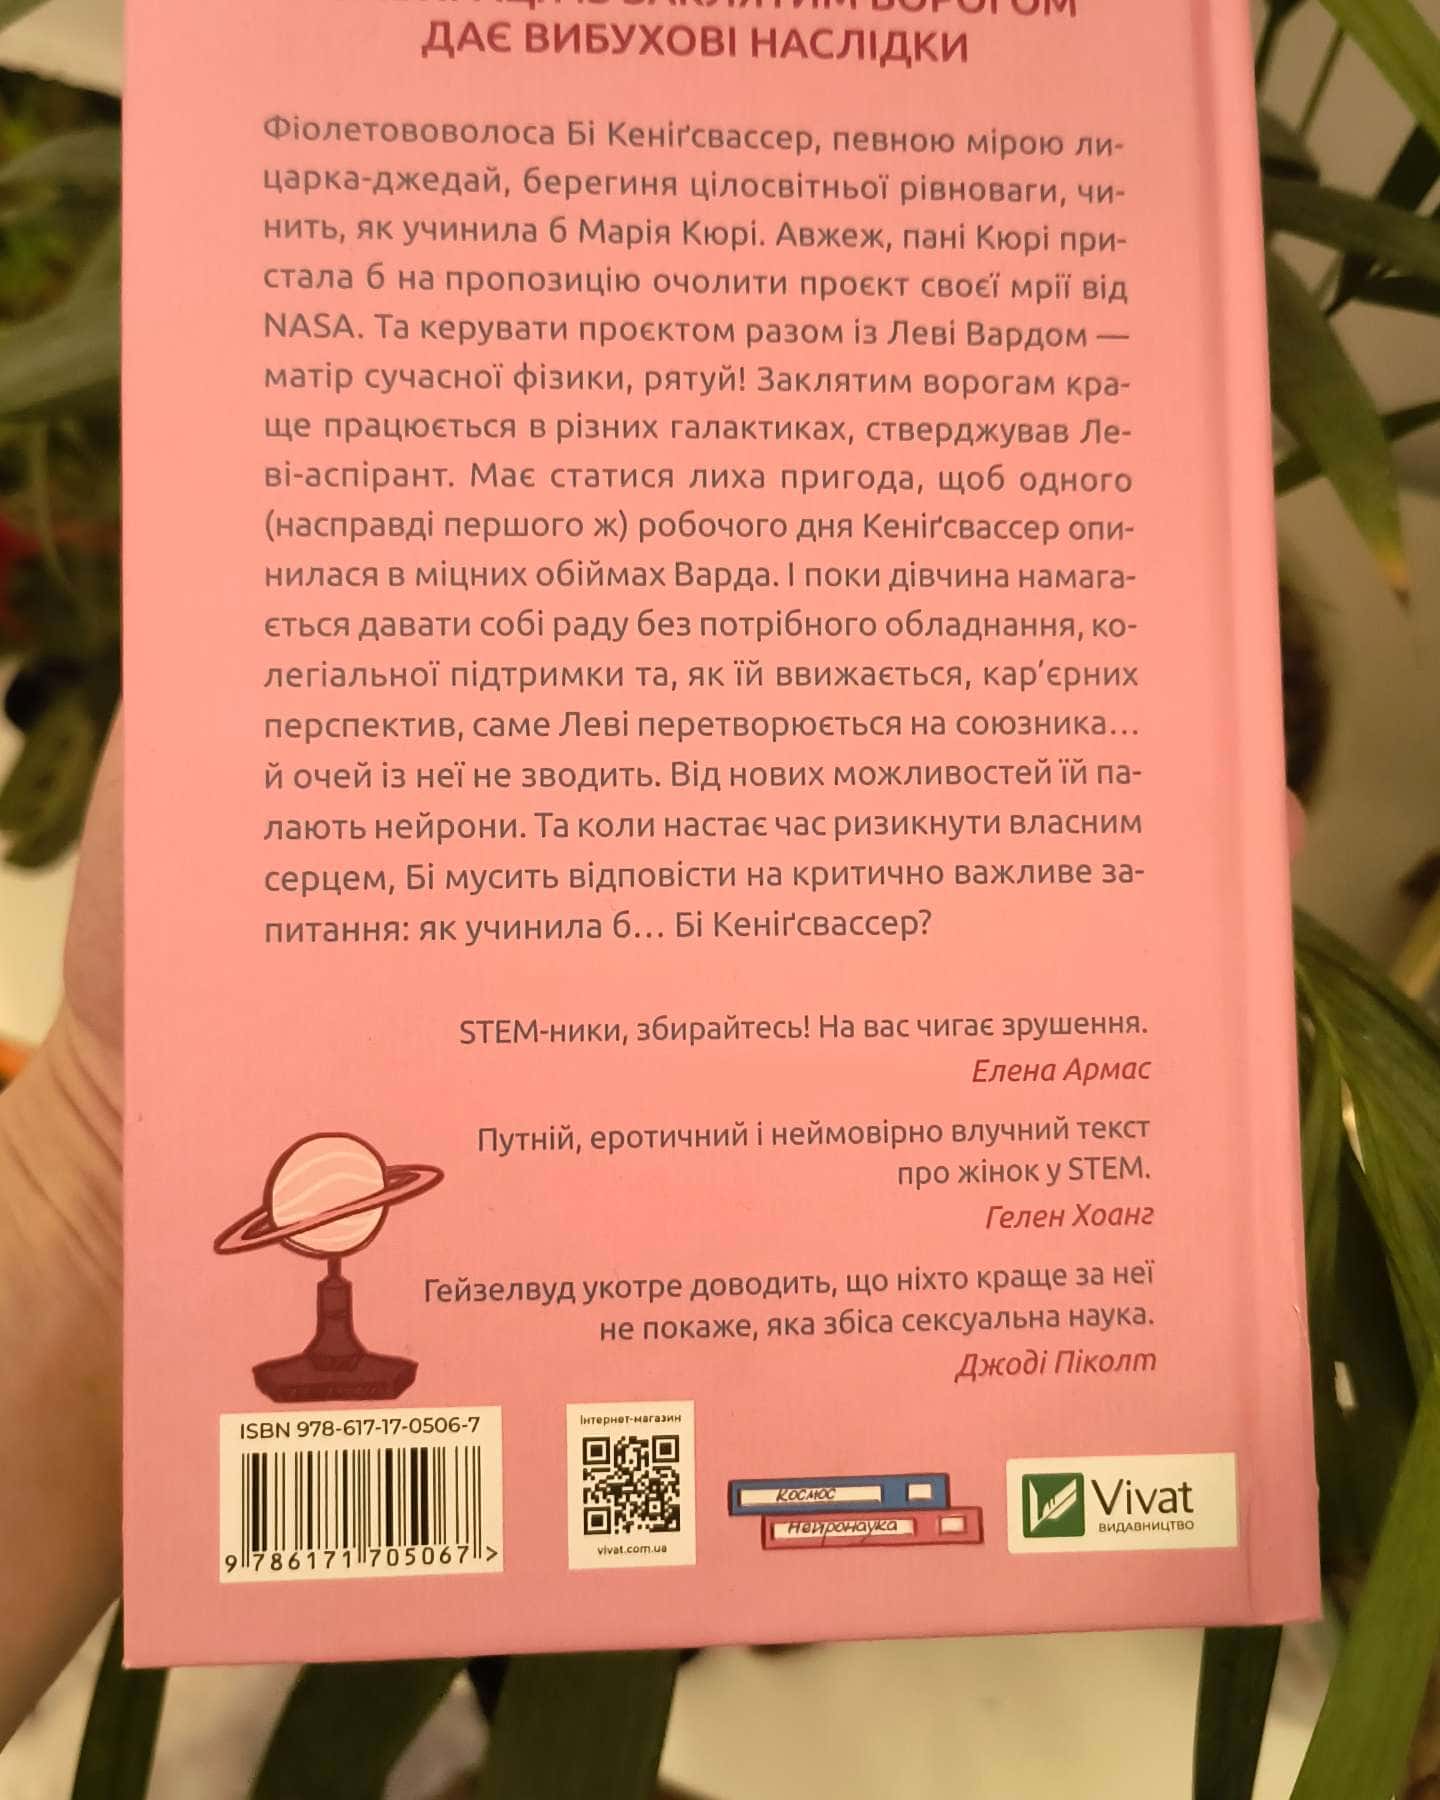 ІЗ ЗАКЛЯТИМ ВОРОГОМ
ДАЄ ВИБУХОВІ НАСЛІДКИ
Фіолетововолоса Бі Кеніґсвассер, певною мірою ли-
царка-джедай, берегиня цілосвітньої рівноваги, чи-
нить, як учинила б Марія Кюрі. Авжеж, пані Кюрі при-
стала б на пропозицію очолити проєкт своєї мрії від
NASA. Та керувати проєктом разом із Леві Вардом —
матір сучасної фізики, рятуй! Заклятим ворогам кра-
ще працюється в різних галактиках, стверджував Ле-
ві-аспірант. Має статися лиха пригода, щоб одного
(насправді першого ж) робочого дня Кеніґсвассер опи-
нилася в міцних обіймах Варда. І поки дівчина намага-
ється давати собі раду без потрібного обладнання, ко-
легіальної підтримки та, як їй ввижається, кар’єрних
перспектив, саме Леві перетворюється на союзника...
й очей із неї не зводить. Від нових можливостей їй па-
лають нейрони. Та коли настає час ризикнути власним
серцем, Бі мусить відповісти на критично важливе за-
питання: як учинила б... Бі Кеніґсвассер?
STEM-ники, збирайтесь! На вас чигає зрушення.
Елена Армас
Путній, еротичний і неймовірно влучний текст
про жінок у STEM.
Гелен Хоанг
Гейзелвуд укотре доводить, що ніхто краще за неї
не покаже, яка збіса сексуальна наука.
Джоді Піколт
ISBN 978-617-17-0506-7
9 786171 705067 >
Інтернет-магазин
vivat.com.ua
Космос
Нейронаука
Vivat
ВИДАВНИЦТВО